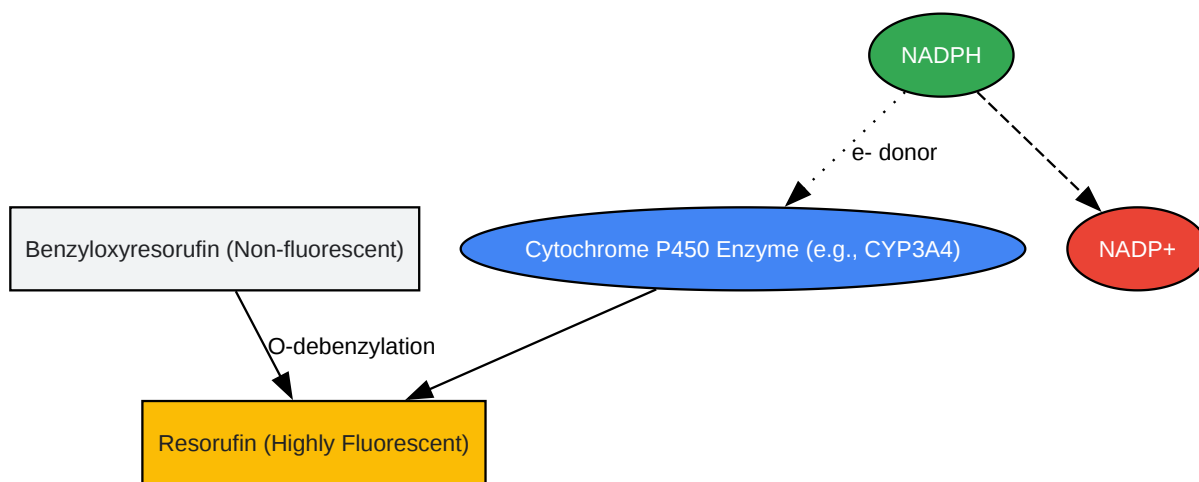 NADPH
e- donor
Benzyloxyresorufin (Non-fluorescent)
Cytochrome P450 Enzyme (e.g., CYP3A4)
NADP+
O-debenzylation
Resorufin (Highly Fluorescent)